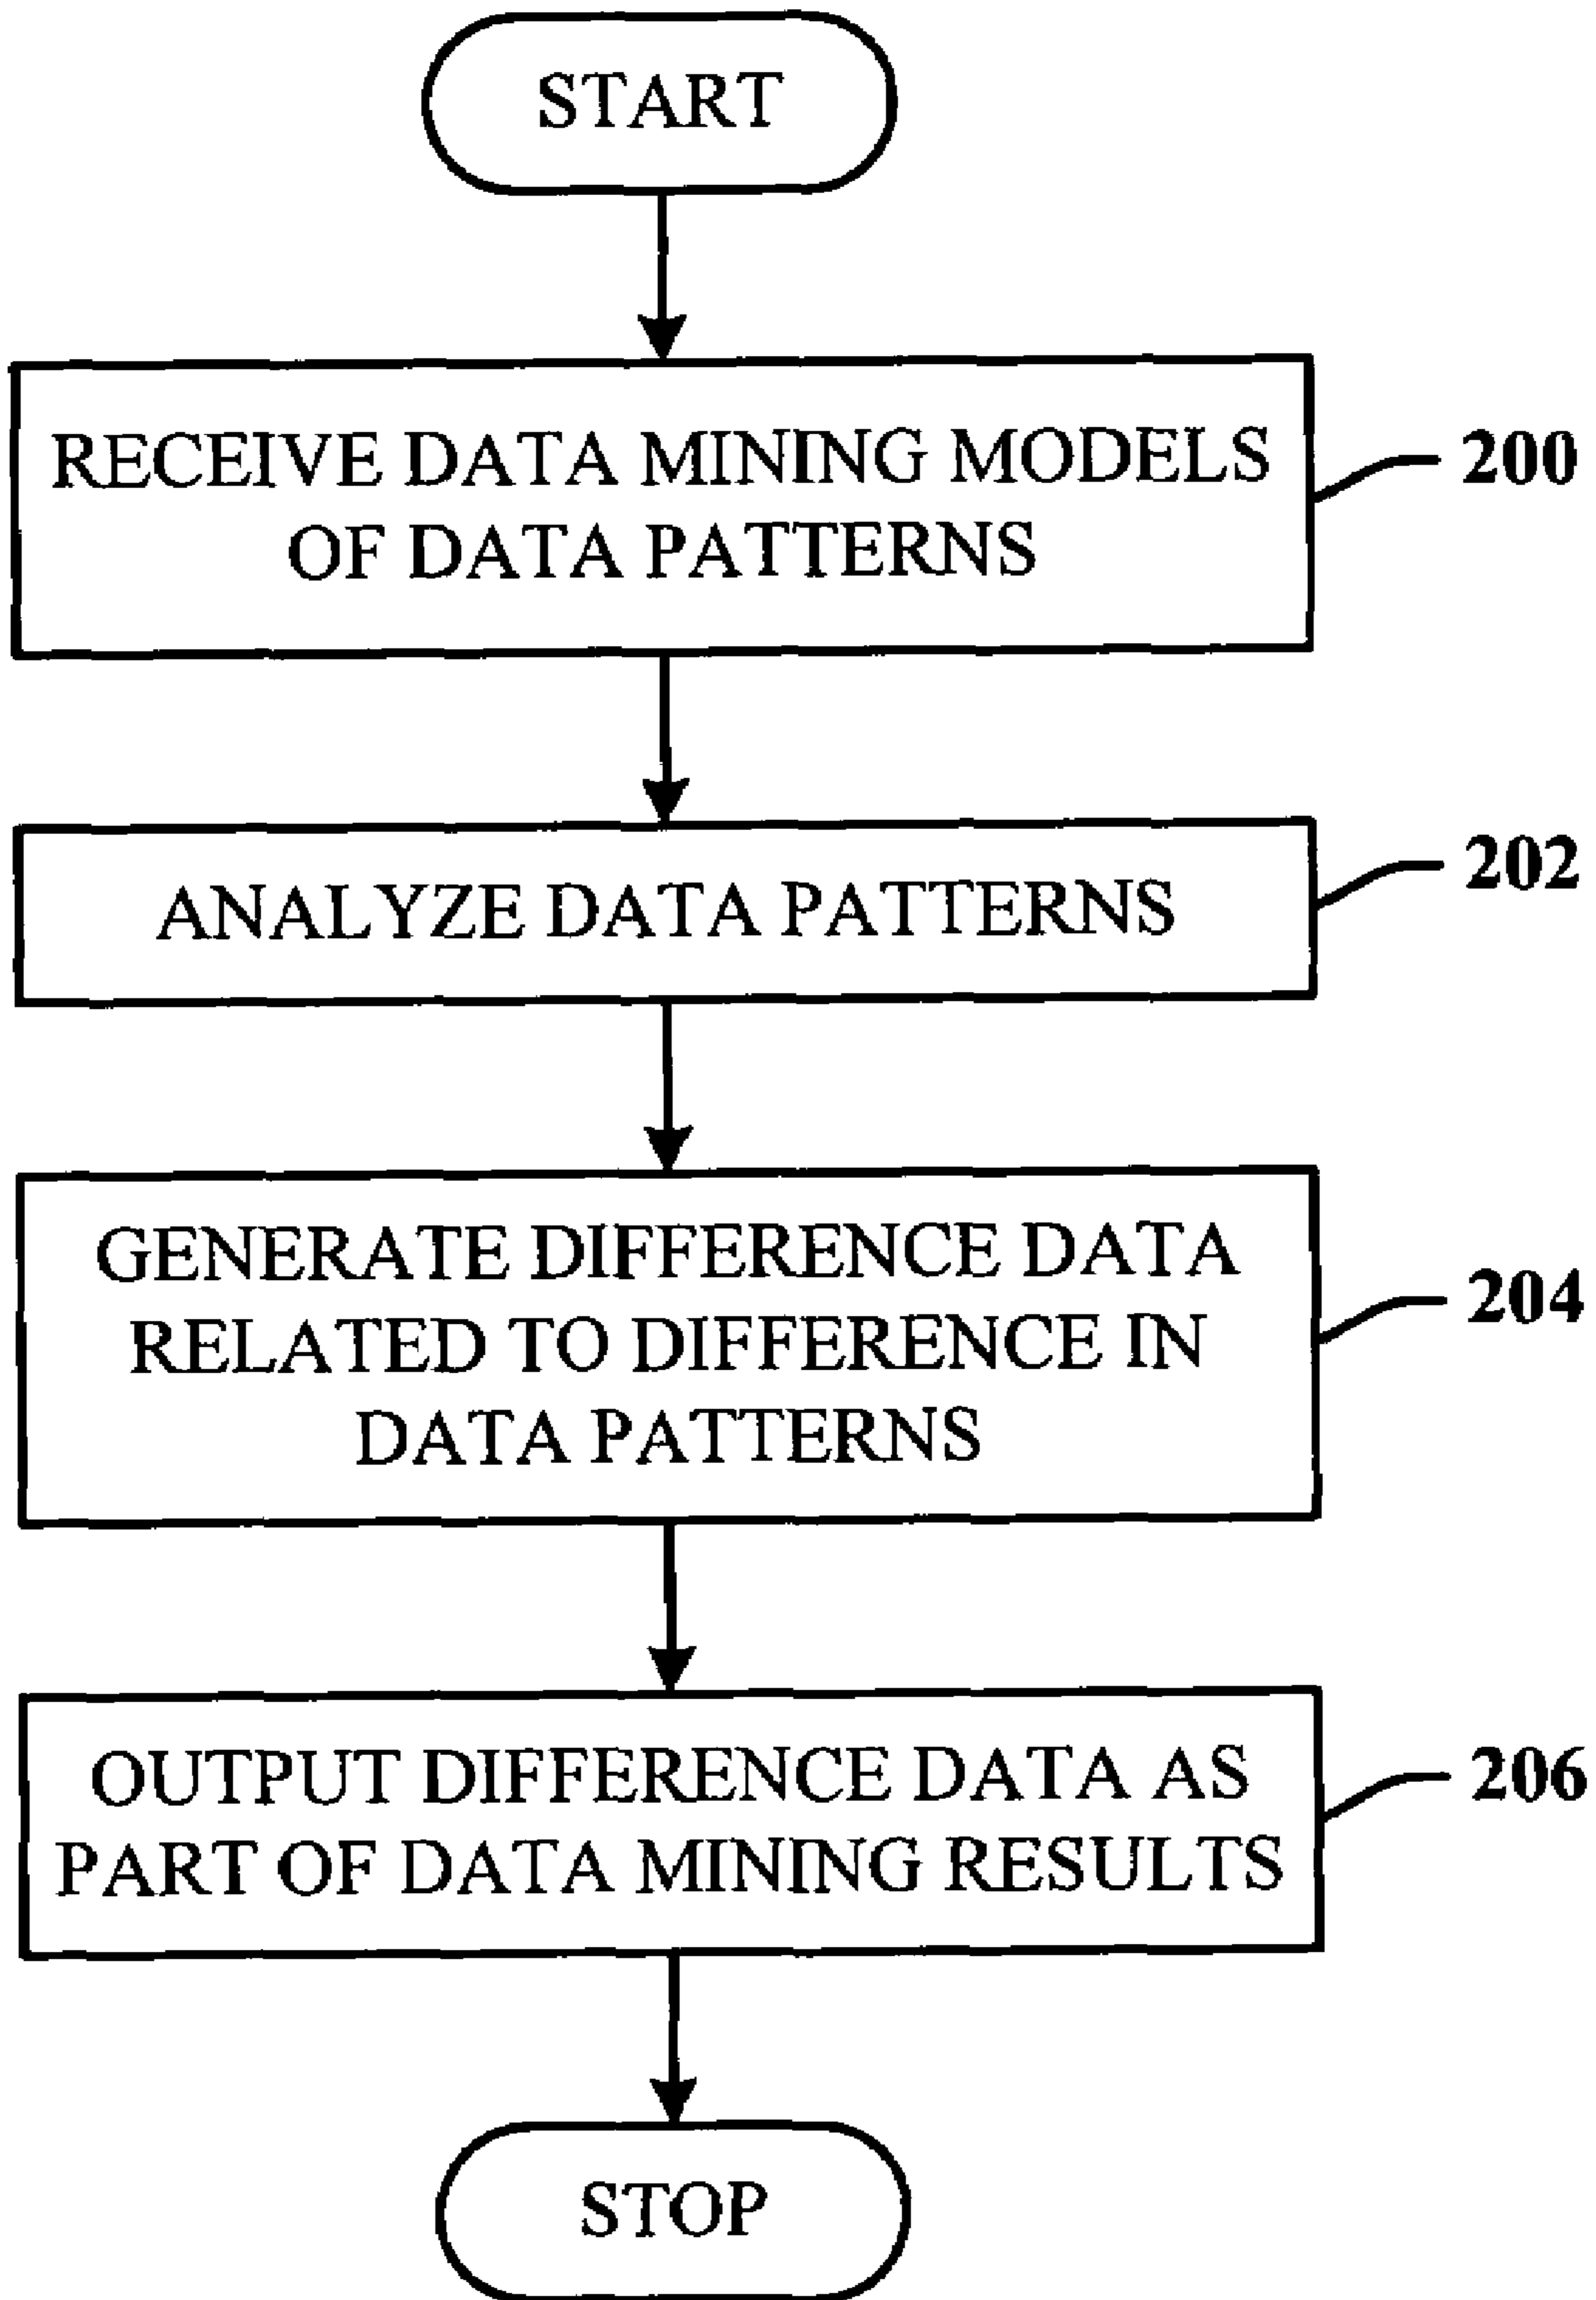 START
RECEIVE DATA MINING MODELS
OF DATA PATTERNS
200
ANALYZE DATA PATTERNS
202
GENERATE DIFFERENCE DATA
RELATED TO DIFFERENCE IN
DATA PATTERNS
204
OUTPUT DIFFERENCE DATA AS
PART OF DATA MINING RESULTS
206
STOP